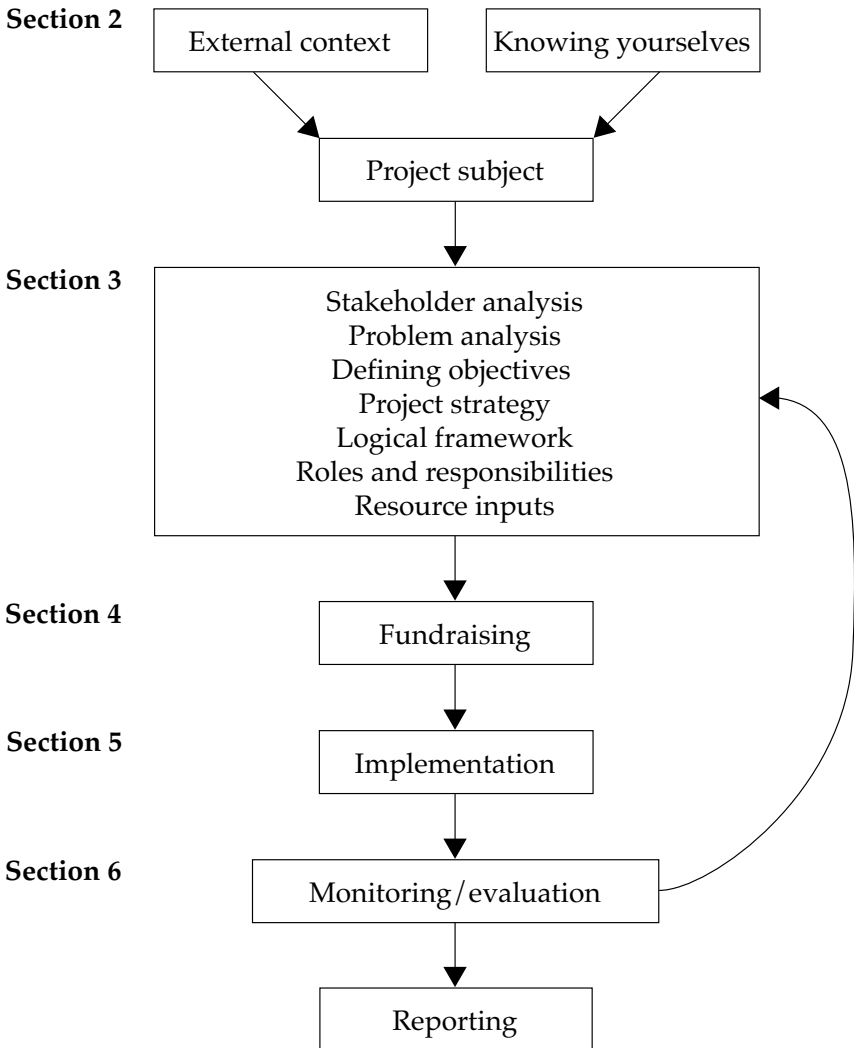 Section 2
External context
Knowing yourselves
Project subject
Section 3
Stakeholder analysis
Problem analysis
Defining objectives
Project strategy
Logical framework
Roles and responsibilities
Resource inputs
Section 4
Fundraising
Section 5
Implementation
Section 6
Monitoring/evaluation
Reporting